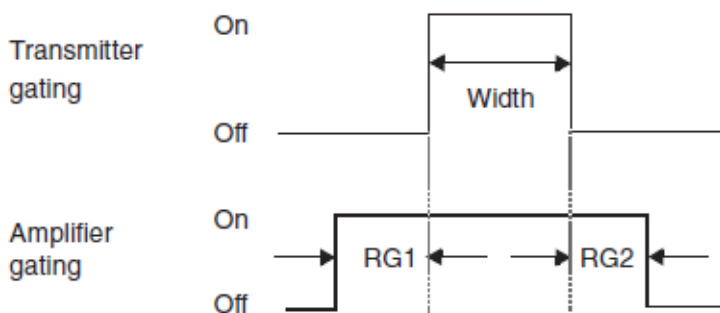 On
Transmitter
gating
Width
Off
On
Amplifier
gating
RG1
RG2
Off